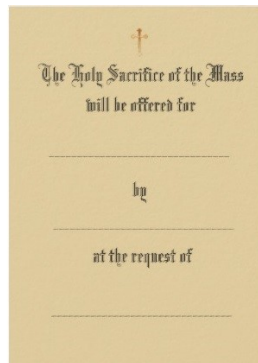 The Holy Sacrifice of the Mass
will be offered for
by
at the request of